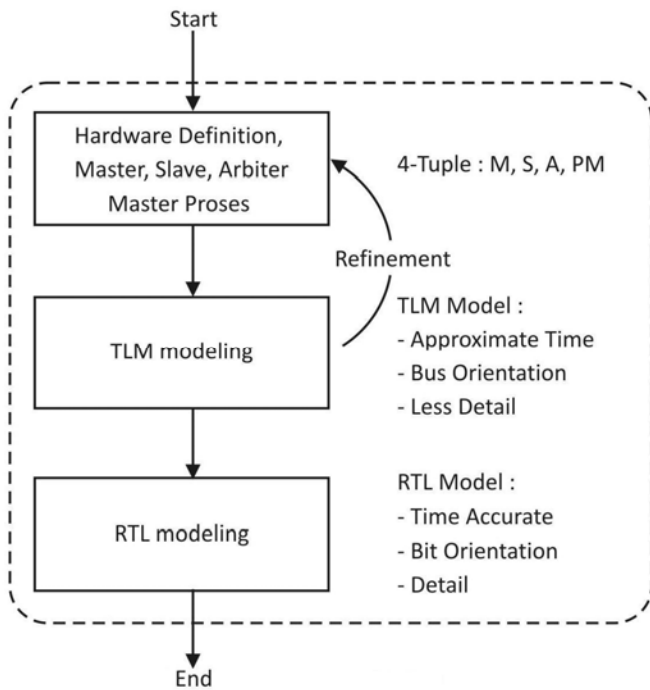 Start
Hardware Definition,
Master, Slave, Arbiter
Master Proses
4-Tuple : M, S, A, PM
Refinement
TLM modeling
TLM Model :
- Approximate Time
- Bus Orientation
- Less Detail
RTL modeling
RTL Model :
- Time Accurate
- Bit Orientation
- Detail
End